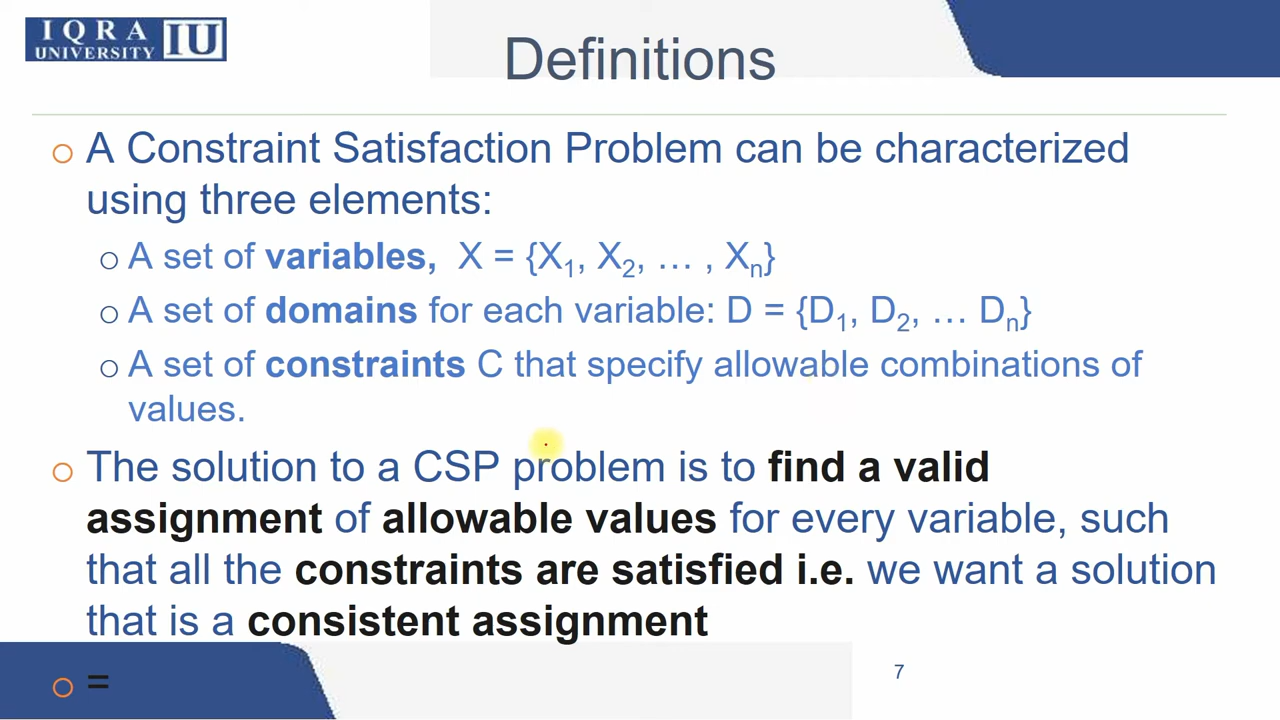 IQRA
UNIVERSITY IU
Definitions
o A Constraint Satisfaction Problem can be characterized
using three elements:
o A set of variables, X = {X₁, X₂, … , Xₙ}
o A set of domains for each variable: D = {D₁, D₂, … Dₙ}
o A set of constraints C that specify allowable combinations of
values.
o The solution to a CSP problem is to find a valid
assignment of allowable values for every variable, such
that all the constraints are satisfied i.e. we want a solution
that is a consistent assignment
o =
7